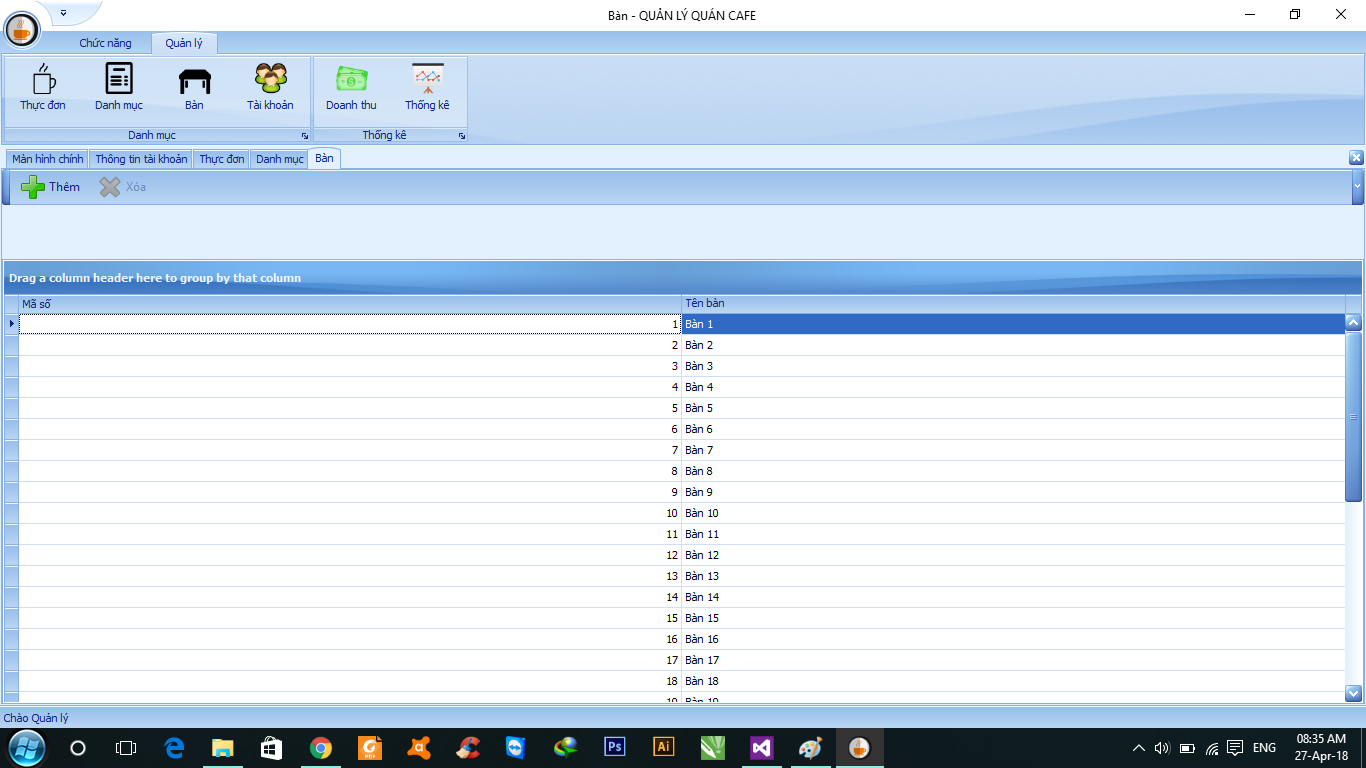 Bàn - QUẢN LÝ QUÁN CAFE
Chức năng Quản lý
Thực đơn Danh mục Bàn Tài khoản Doanh thu Thống kê
Danh mục Thống kê
Màn hình chính Thông tin tài khoản Thực đơn Danh mục Bàn
Thêm Xóa
Drag a column header here to group by that column
Mã số Tên bàn
1 Bàn 1
2 Bàn 2
3 Bàn 3
4 Bàn 4
5 Bàn 5
6 Bàn 6
7 Bàn 7
8 Bàn 8
9 Bàn 9
10 Bàn 10
11 Bàn 11
12 Bàn 12
13 Bàn 13
14 Bàn 14
15 Bàn 15
16 Bàn 16
17 Bàn 17
18 Bàn 18
19 Bàn 19
Chào Quản lý
PDF Ps Ai ENG 08:35 AM
27-Apr-18